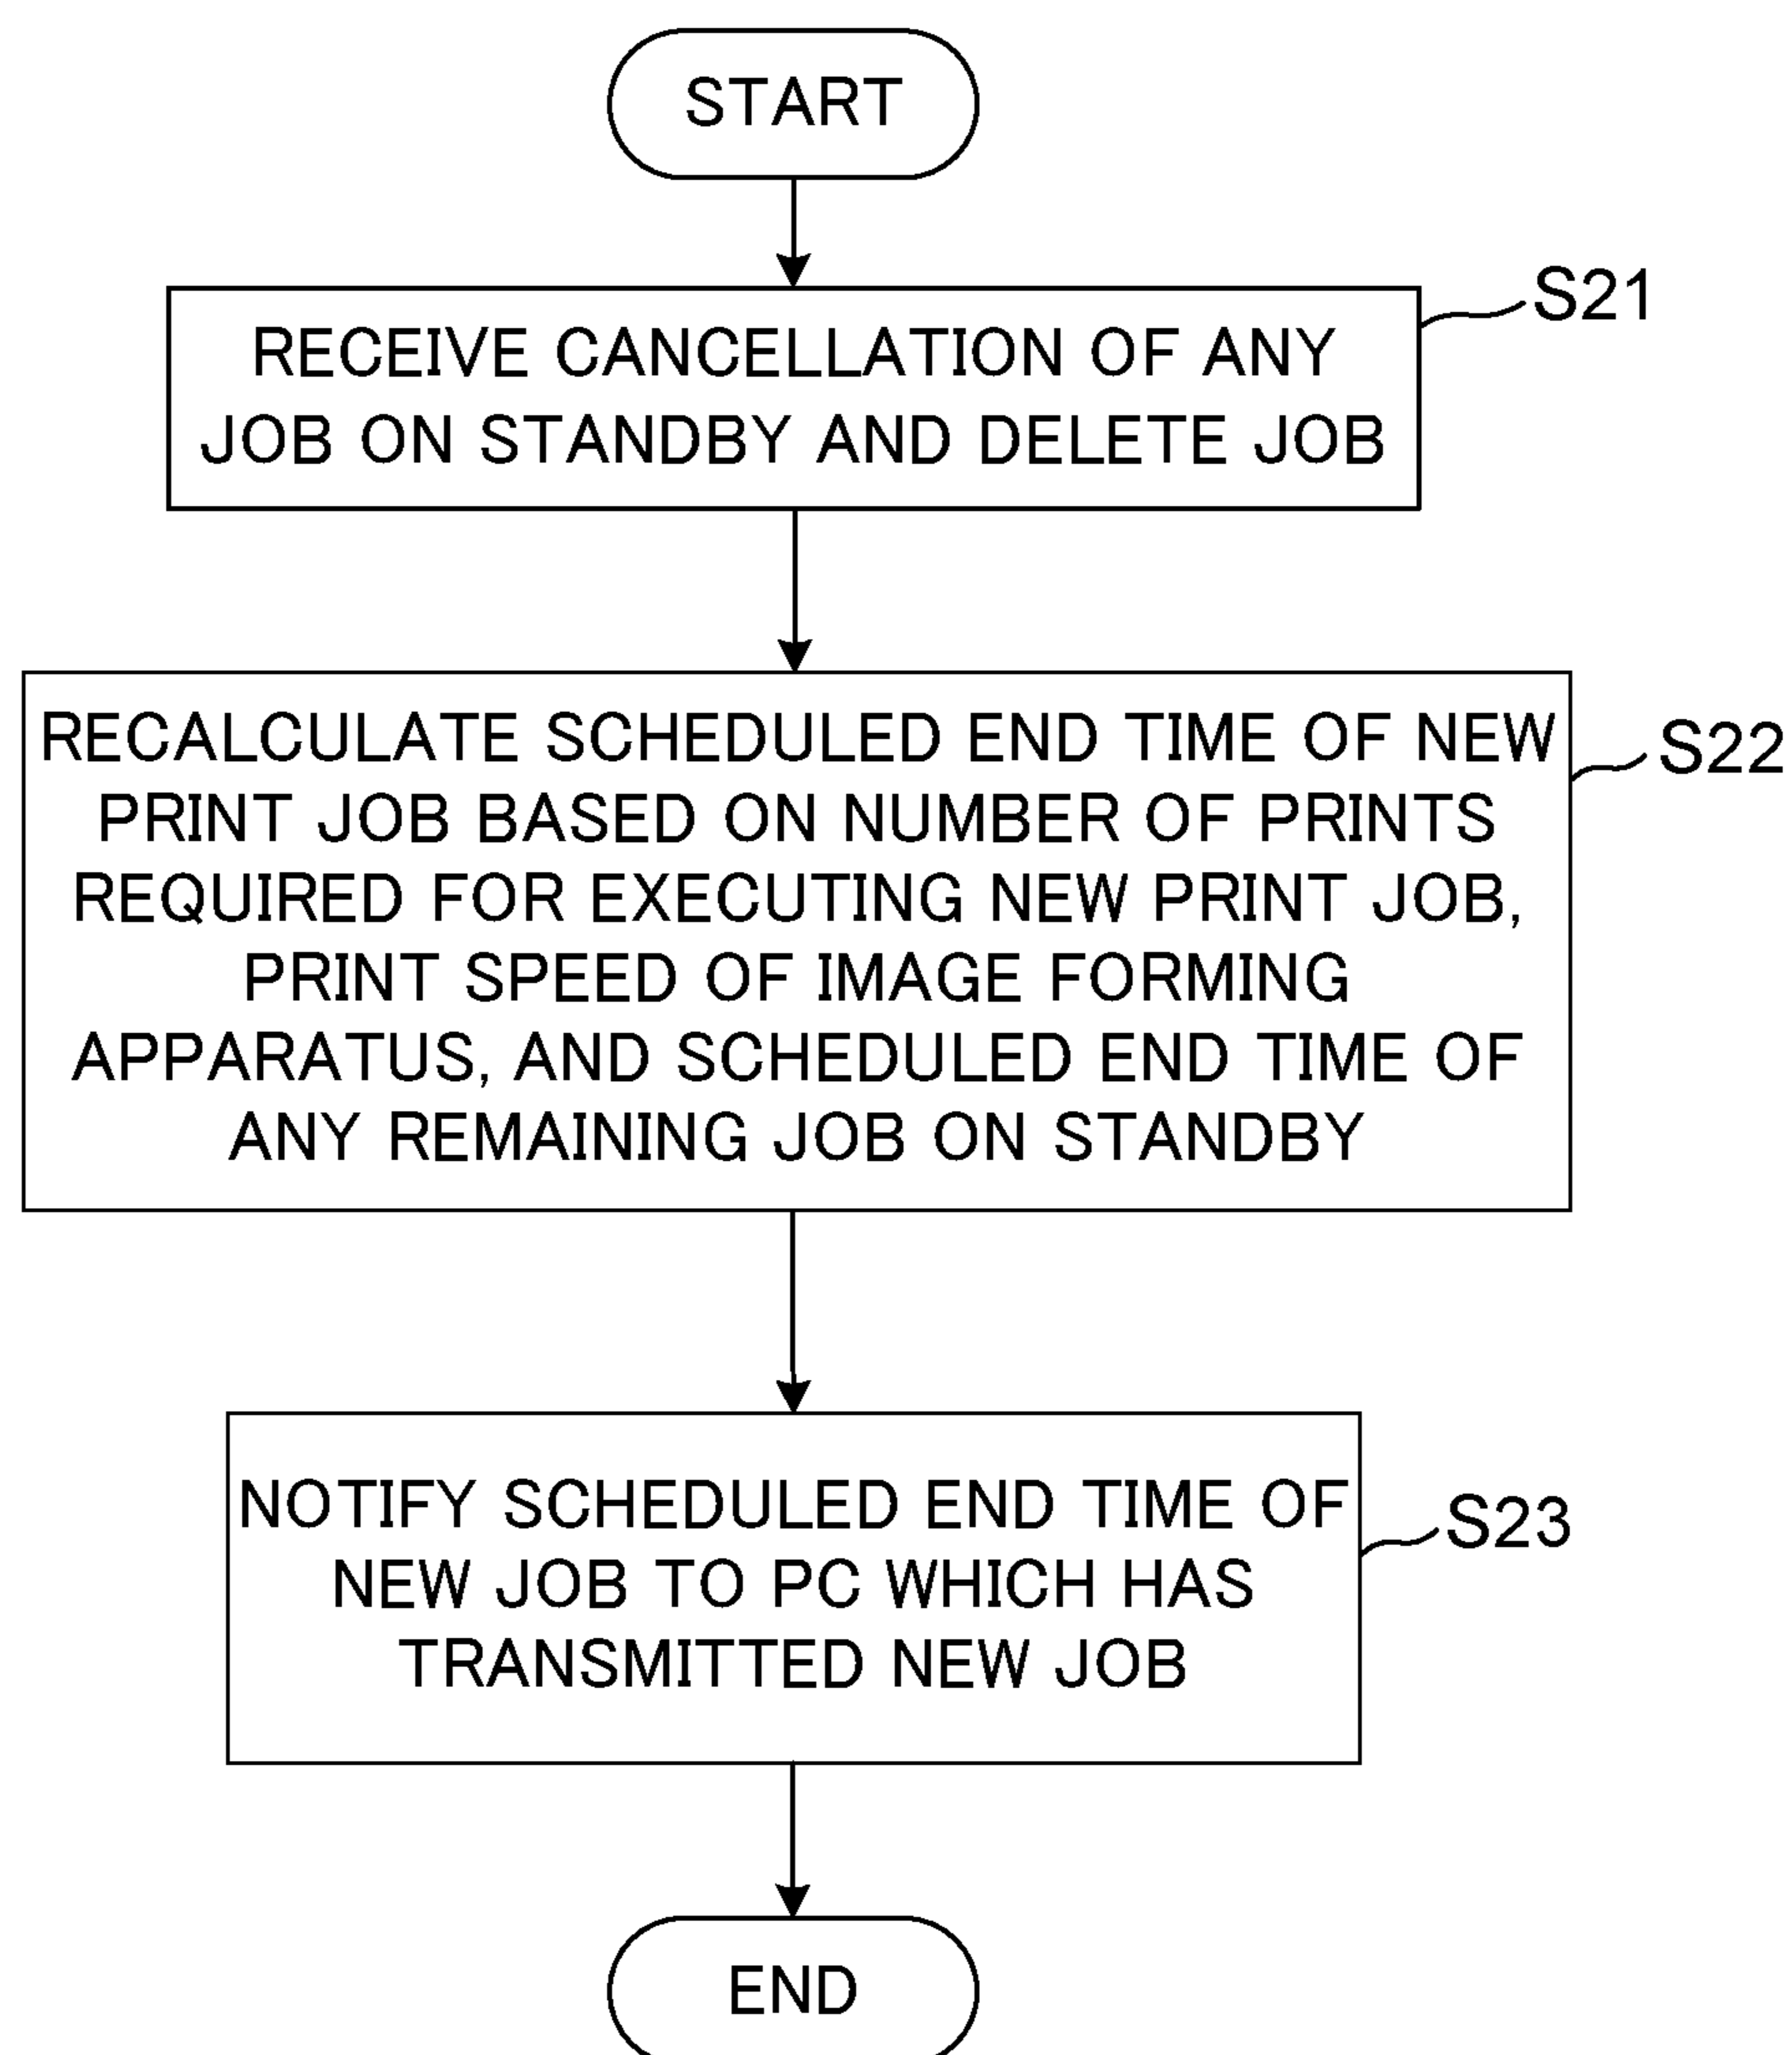 START
S21
RECEIVE CANCELLATION OF ANY
JOB ON STANDBY AND DELETE JOB
S22
RECALCULATE SCHEDULED END TIME OF NEW
PRINT JOB BASED ON NUMBER OF PRINTS
REQUIRED FOR EXECUTING NEW PRINT JOB,
PRINT SPEED OF IMAGE FORMING
APPARATUS, AND SCHEDULED END TIME OF
ANY REMAINING JOB ON STANDBY
S23
NOTIFY SCHEDULED END TIME OF
NEW JOB TO PC WHICH HAS
TRANSMITTED NEW JOB
END